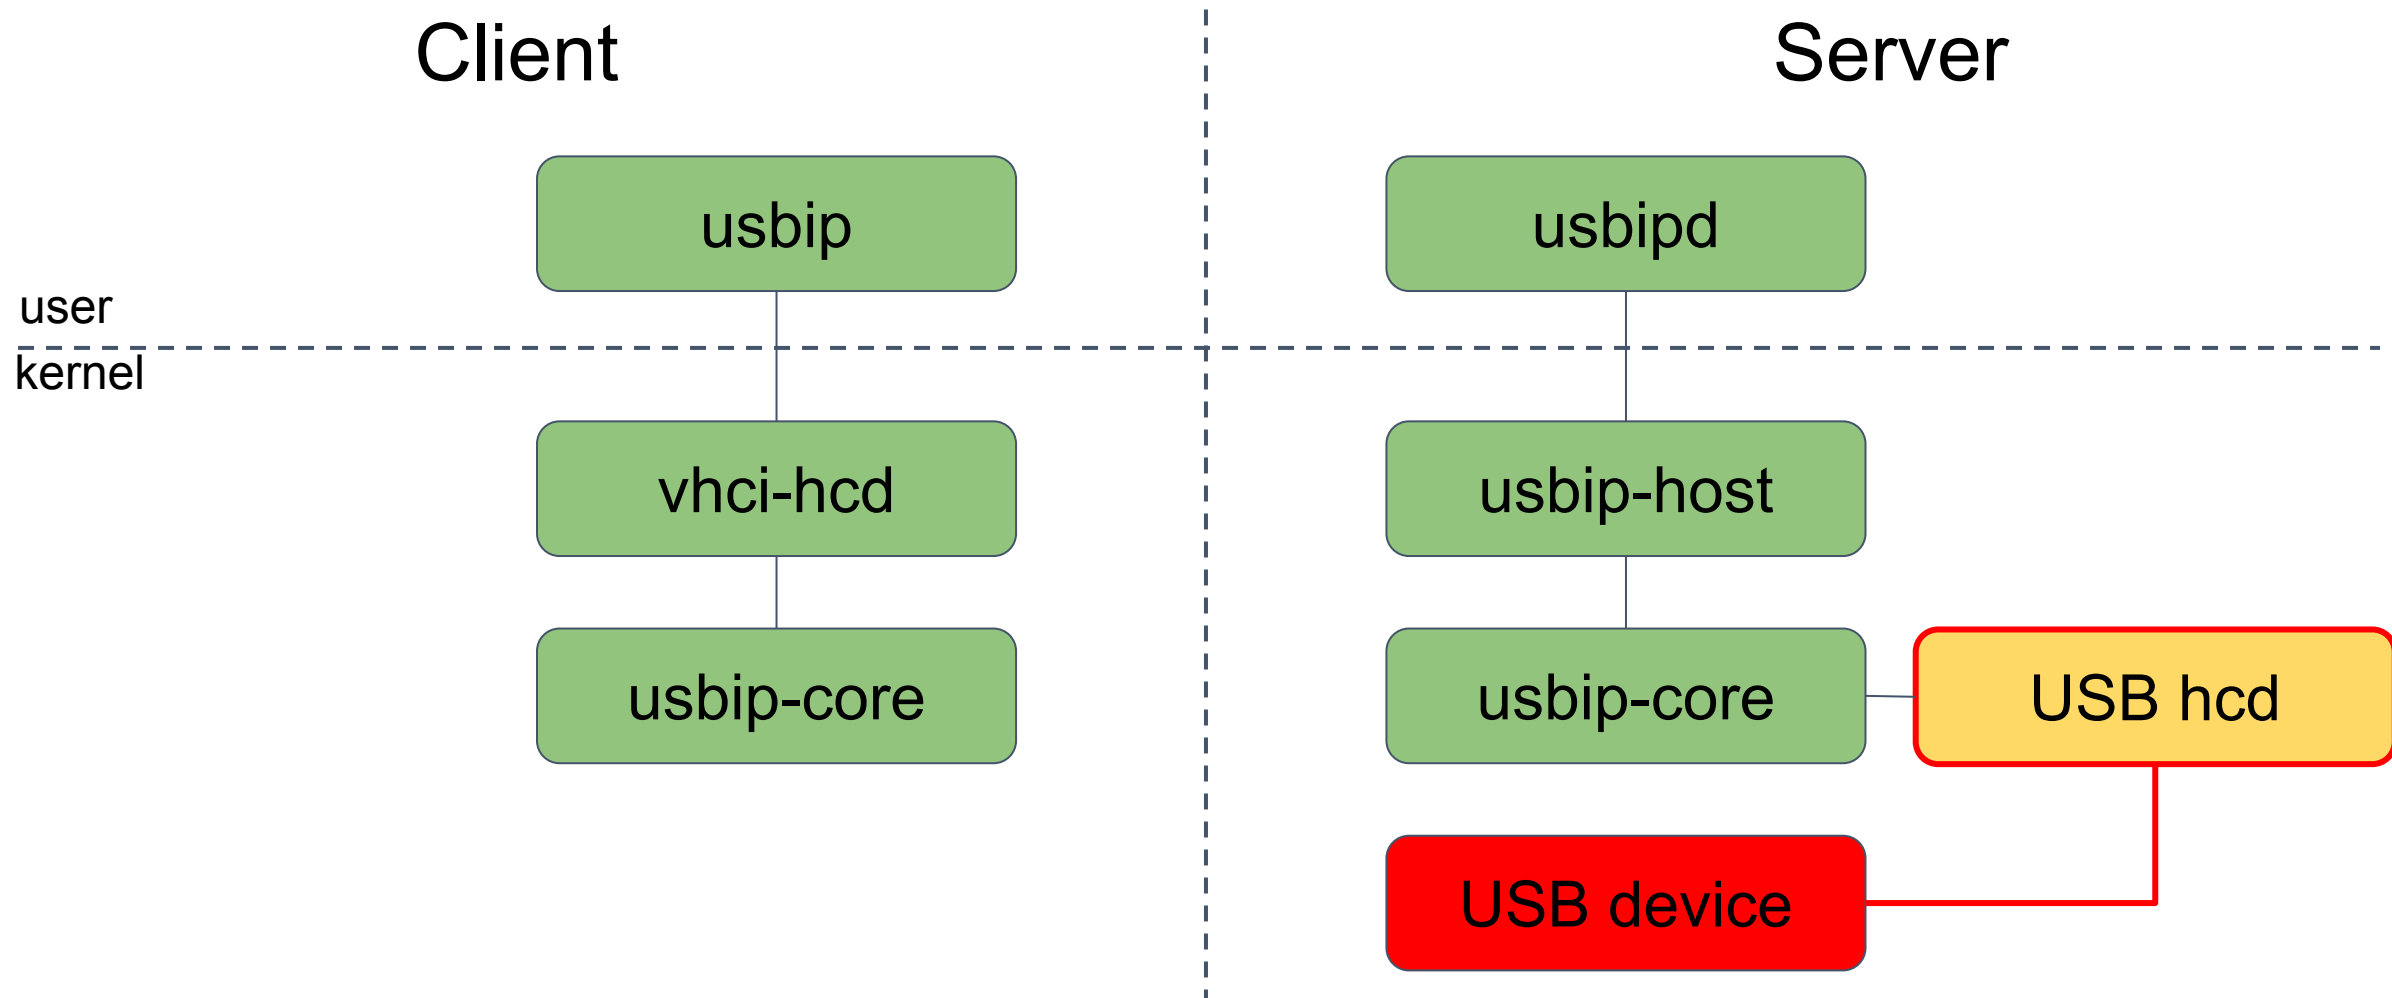 Client
Server
usbip
usbipd
user
kernel
vhci-hcd
usbip-host
usbip-core
usbip-core
USB hcd
USB device